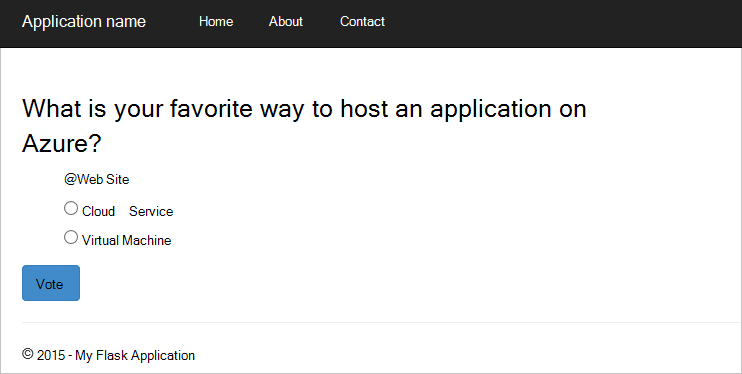 Application name Home About Contact
What is your favorite way to host an application on
Azure?
@Web Site
Cloud Service
Virtual Machine
Vote
© 2015 - My Flask Application